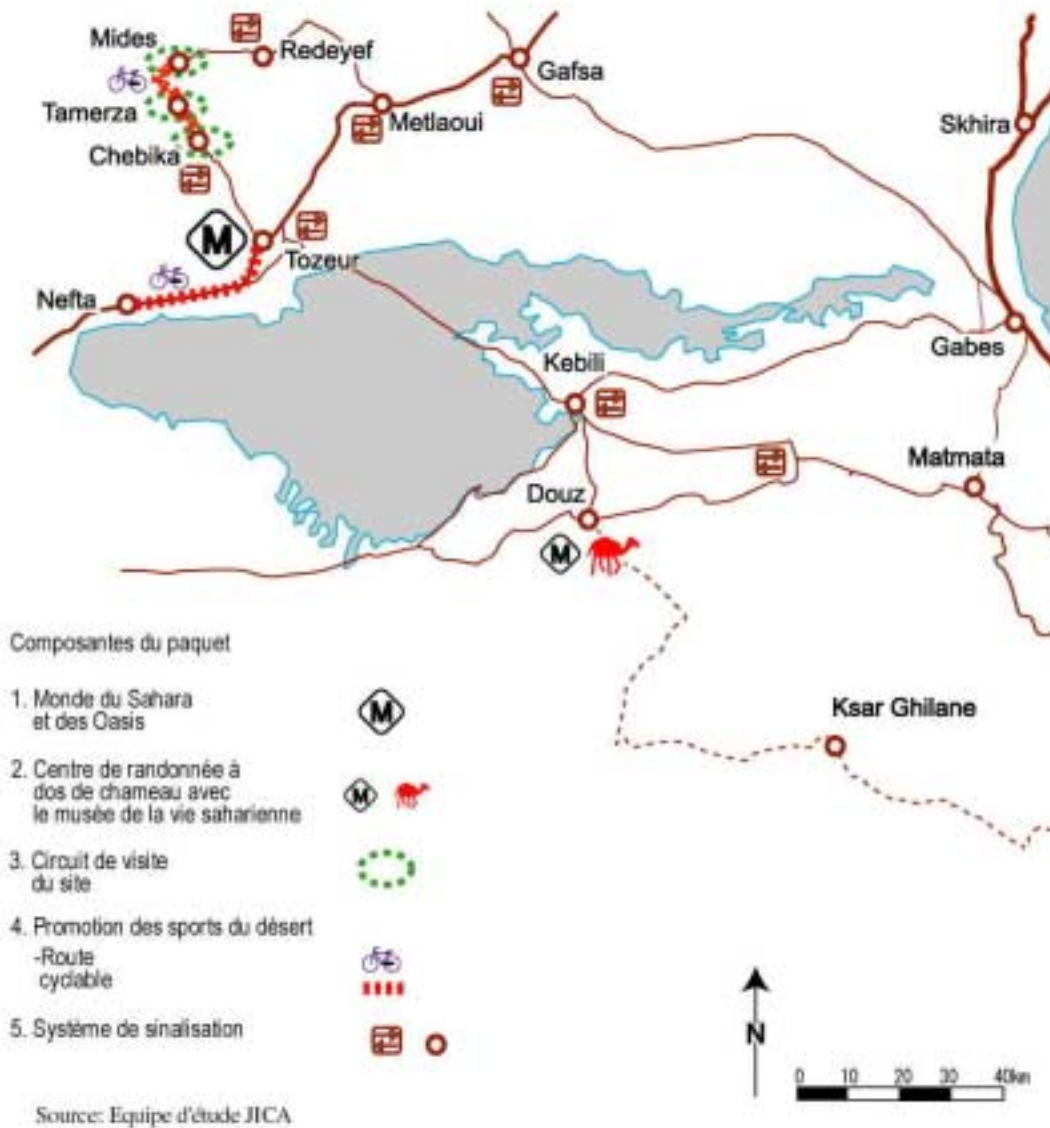 Mides
Redeyef
Gafsa
Tamerza
Metlaoui
Skhira
Chebika
M
Tozeur
Nefta
Gabes
Kebili
Matmata
Douz
M
Composantes du paquet
1. Monde du Sahara
et des Oasis
M
2. Centre de randonnée à
dos de chameau avec
le musée de la vie saharienne
M
Ksar Ghilane
3. Circuit de visite
du site
4. Promotion des sports du désert
-Route
cyclable
5. Système de sinalisation
N
0 10 20 30 40km
Source: Equipe d'étude JICA